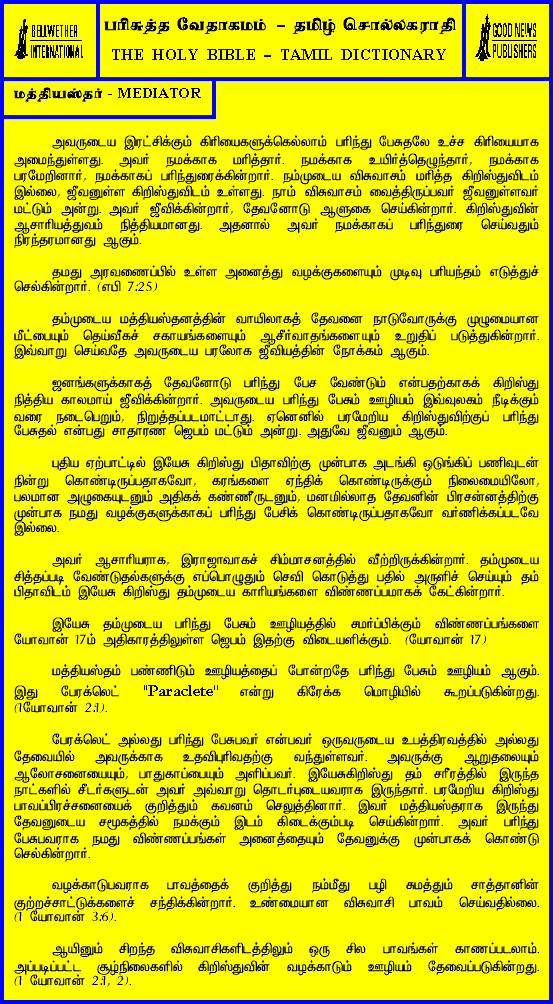 BELLWETHER
INTERNATIONAL
பரிசுத்த வேதாகமம் – தமிழ் சொல்லகராதி
THE HOLY BIBLE – TAMIL DICTIONARY
GOOD NEWS
PUBLISHERS
மத்தியஸ்தர் - MEDIATOR
அவருடைய இரட்சிக்கும் கிரியைகளுக்கெல்லாம் பரிந்து பேசுதலே உச்ச கிரியையாக
அமைந்துள்ளது. அவர் நமக்காக மரித்தார். நமக்காக உயிர்த்தெழுந்தார், நமக்காக
பரமேறினார், நமக்காகப் பரிந்துரைக்கின்றார். நம்முடைய விசுவாசம் மரித்த கிறிஸ்துவிடம்
இல்லை, ஜீவனுள்ள கிறிஸ்துவிடம் உள்ளது. நாம் விசுவாசம் வைத்திருப்பவர் ஜீவனுள்ளவர்
மட்டும் அன்று. அவர் ஜீவிக்கின்றார், தேவனோடு ஆளுகை செய்கின்றார். கிறிஸ்துவின்
ஆசாரியத்துவம் நித்தியமானது. அதனால் அவர் நமக்காகப் பரிந்துரை செய்வதும்
நிரந்தரமானது ஆகும்.
தமது அரவணைப்பில் உள்ள அனைத்து வழக்குகளையும் முடிவு பரியந்தம் எடுத்துச்
செல்கின்றார். (எபி 7:25)
தம்முடைய மத்தியஸ்தனத்தின் வாயிலாகத் தேவனை நாடுவோருக்கு முழுமையான
மீட்பையும் தெய்வீகச் சகாயங்களையும் ஆசீர்வாதங்களையும் உறுதிப் படுத்துகின்றார்.
இவ்வாறு செய்வதே அவருடைய பரலோக ஜீவியத்தின் நோக்கம் ஆகும்.
ஜனங்களுக்காகத் தேவனோடு பரிந்து பேச வேண்டும் என்பதற்காகக் கிறிஸ்து
நித்திய காலமாய் ஜீவிக்கின்றார். அவருடைய பரிந்து பேசும் ஊழியம் இவ்வுலகம் நீடிக்கும்
வரை நடைபெறும், நிறுத்தப்படமாட்டாது. ஏனெனில் பரமேறிய கிறிஸ்துவிற்குப் பரிந்து
பேசுதல் என்பது சாதாரண ஜெபம் மட்டும் அன்று. அதுவே ஜீவனும் ஆகும்.
புதிய ஏற்பாட்டில் இயேசு கிறிஸ்து பிதாவிற்கு முன்பாக அடங்கி ஒடுங்கிப் பணிவுடன்
நின்று கொண்டிருப்பதாகவோ, கரங்களை ஏந்திக் கொண்டிருக்கும் நிலைமையிலோ,
பலமான அழுகையுடனும் அதிகக் கண்ணீருடனும், மனமில்லாத தேவனின் பிரசன்னத்திற்கு
முன்பாக நமது வழக்குகளுக்காகப் பரிந்து பேசிக் கொண்டிருப்பதாகவோ வர்ணிக்கப்படவே
இல்லை.
அவர் ஆசாரியராக, இராஜாவாகச் சிம்மாசனத்தில் வீற்றிருக்கின்றார். தம்முடைய
சித்தப்படி வேண்டுதல்களுக்கு எப்பொழுதும் செவி கொடுத்து பதில் அருளிச் செய்யும் தம்
பிதாவிடம் இயேசு கிறிஸ்து தம்முடைய காரியங்களை விண்ணப்பமாகக் கேட்கின்றார்.
இயேசு தம்முடைய பரிந்து பேசும் ஊழியத்தில் சமர்ப்பிக்கும் விண்ணப்பங்களை
யோவான் 17ம் அதிகாரத்திலுள்ள ஜெபம் இதற்கு விடையளிக்கும். (யோவான் 17)
மத்தியஸ்தம் பண்ணிடும் ஊழியத்தைப் போன்றதே பரிந்து பேசும் ஊழியம் ஆகும்.
இது பேரக்லெட் "Paraclete" என்று கிரேக்க மொழியில் கூறப்படுகின்றது.
(1யோவான் 2:1).
பேரக்லெட் அல்லது பரிந்து பேசுபவர் என்பவர் ஒருவருடைய உபத்திரவத்தில் அல்லது
தேவையில் அவருக்காக உதவிபுரிவதற்கு வந்துள்ளவர். அவருக்கு ஆறுதலையும்
ஆலோசனையையும், பாதுகாப்பையும் அளிப்பவர். இயேசுகிறிஸ்து தம் சரீரத்தில் இருந்த
நாட்களில் சீடர்களுடன் அவர் அவ்வாறு தொடர்புடையவராக இருந்தார். பரமேறிய கிறிஸ்து
பாவப்பிரச்சனையைக் குறித்தும் கவனம் செலுத்தினார். இவர் மத்தியஸ்தராக இருந்து
தேவனுடைய சமூகத்தில் நமக்கும் இடம் கிடைக்கும்படி செய்கின்றார். அவர் பரிந்து
பேசுபவராக நமது விண்ணப்பங்கள் அனைத்தையும் தேவனுக்கு முன்பாகக் கொண்டு
செல்கின்றார்.
வழக்காடுபவராக பாவத்தைக் குறித்து நம்மீது பழி சுமத்தும் சாத்தானின்
குற்றச்சாட்டுக்களைச் சந்திக்கின்றார். உண்மையான விசுவாசி பாவம் செய்வதில்லை.
(1 யோவான் 3:6).
ஆயினும் சிறந்த விசுவாசிகளிடத்திலும் ஒரு சில பாவங்கள் காணப்படலாம்.
அப்படிப்பட்ட சூழ்நிலைகளில் கிறிஸ்துவின் வழக்காடும் ஊழியம் தேவைப்படுகின்றது.
(1 யோவான் 2:1, 2).